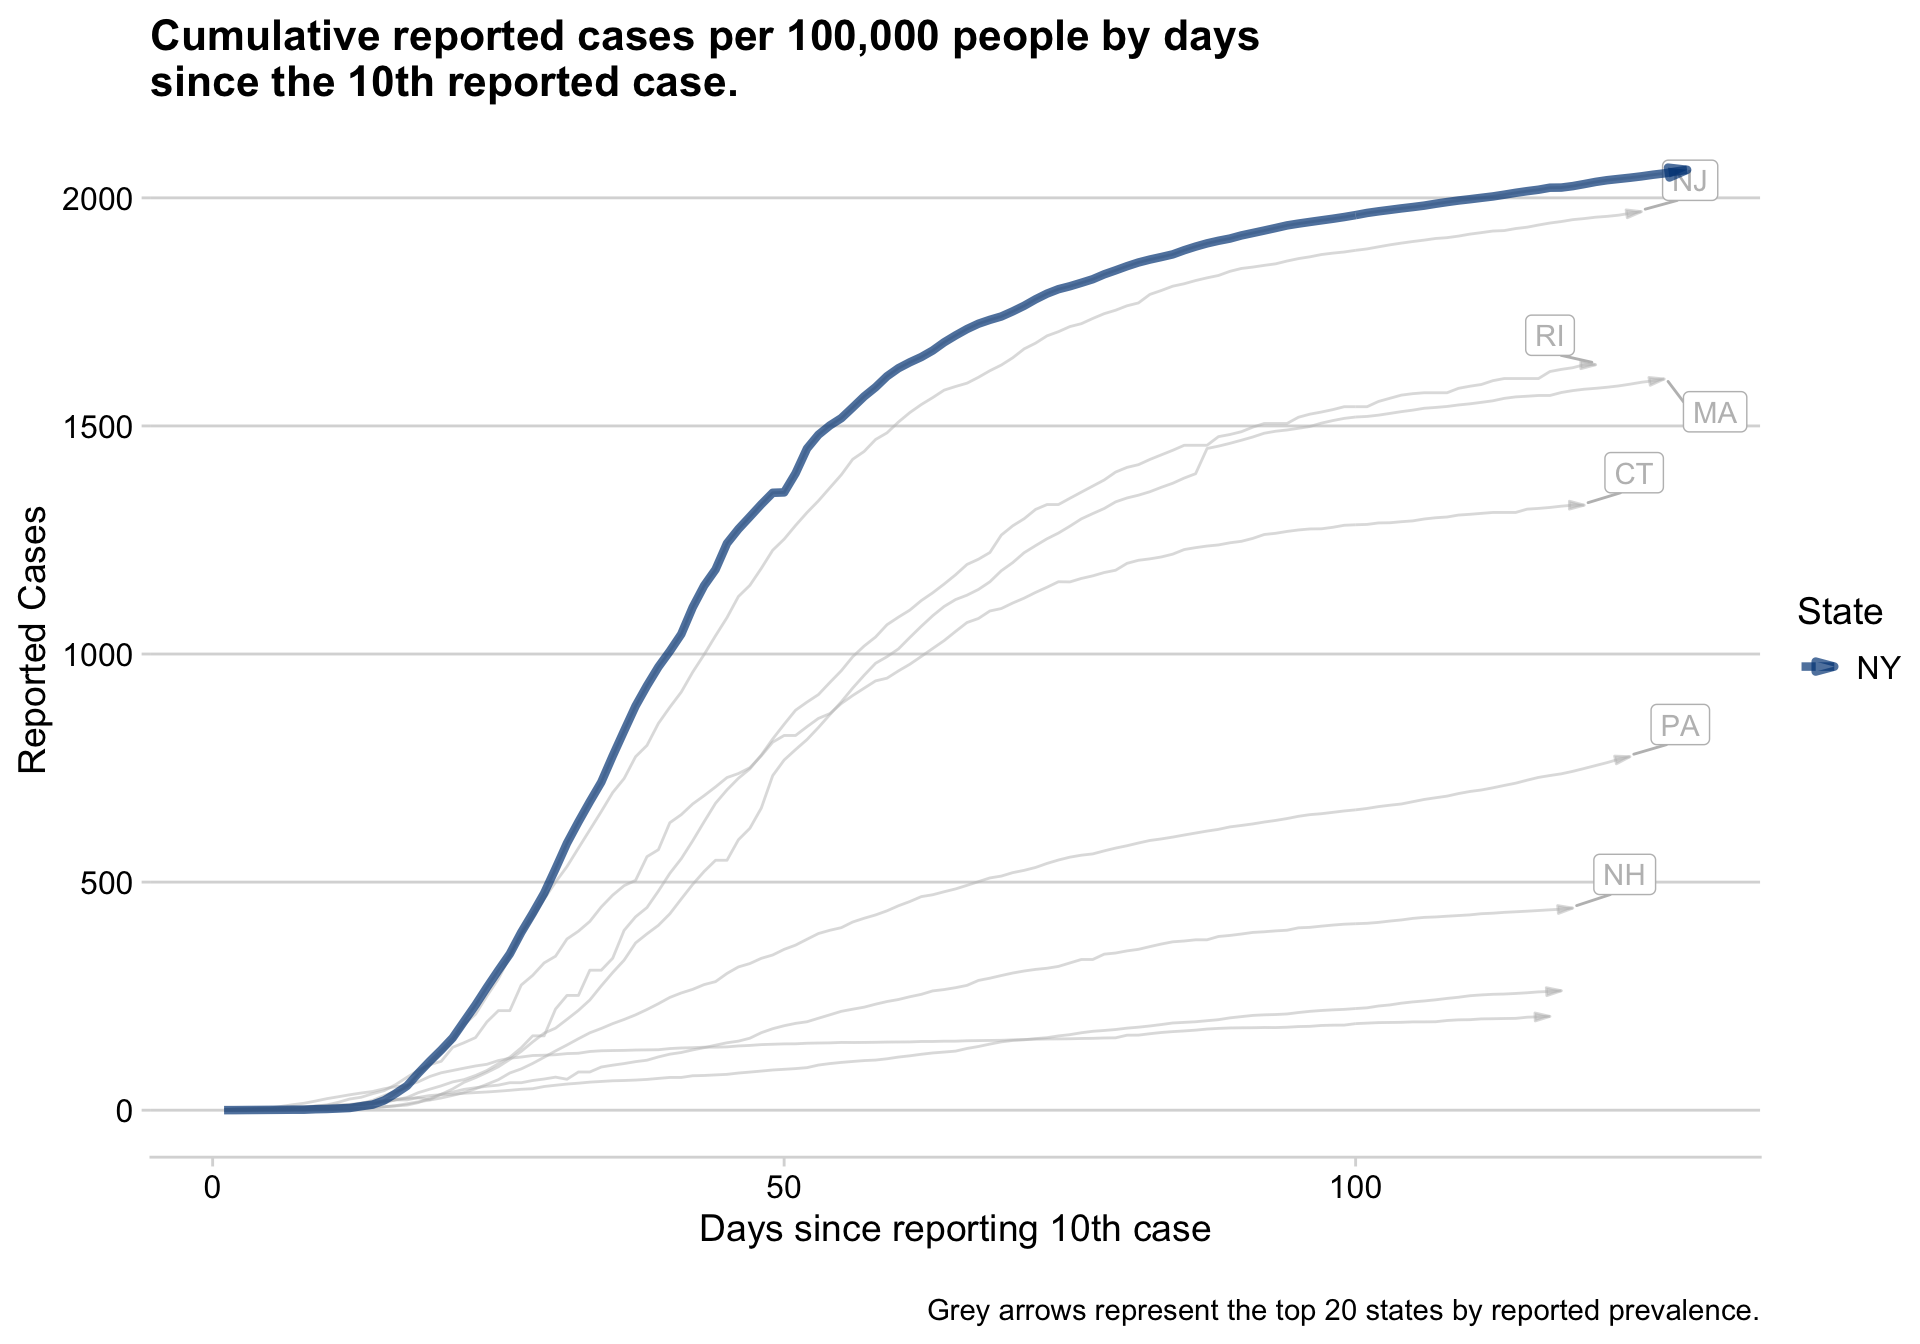 Cumulative reported cases per 100,000 people by days
since the 10th reported case.
2000
1500
1000
500
0
Reported Cases
NJ
RI
MA
CT
PA
NH
State
NY
0
50
100
Days since reporting 10th case
Grey arrows represent the top 20 states by reported prevalence.